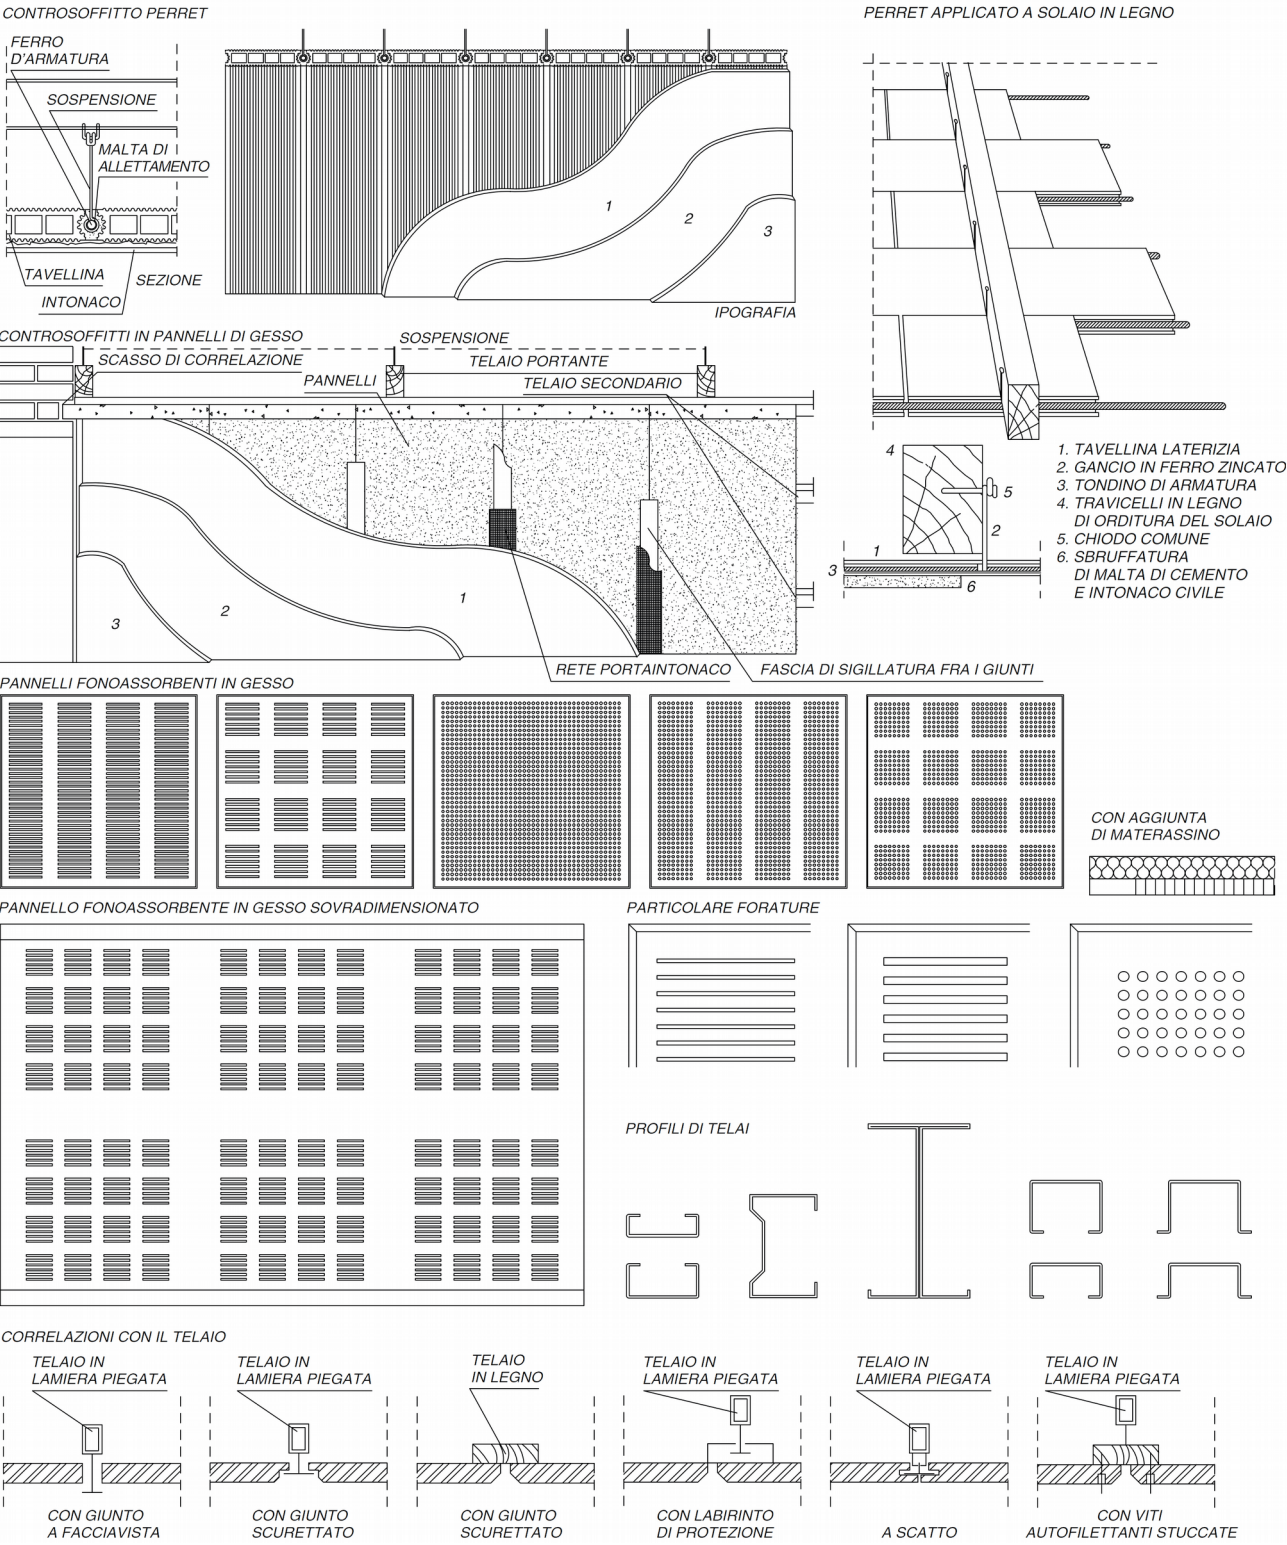 CONTROSOFFITTO PERRET
FERRO
D'ARMATURA
SOSPENSIONE
MALTA DI
ALLETTAMENTO
TAVELLINA
SEZIONE
INTONACO
1
2
3
IPOGRAFIA
PERRET APPLICATO A SOLAIO IN LEGNO
CONTROSOFFITTI IN PANNELLI DI GESSO
SOSPENSIONE
SCASSO DI CORRELAZIONE
TELAIO PORTANTE
PANNELLI
TELAIO SECONDARIO
1
2
3
RETE PORTAINTONACO
FASCIA DI SIGILLATURA FRA I GIUNTI
4
5
2
1
3
6
1. TAVELLINA LATERIZIA
2. GANCIO IN FERRO ZINCATO
3. TONDINO DI ARMATURA
4. TRAVICELLI IN LEGNO
DI ORDITURA DEL SOLAIO
5. CHIODO COMUNE
6. SBRUFFATURA
DI MALTA DI CEMENTO
E INTONACO CIVILE
PANNELLI FONOASSORBENTI IN GESSO
CON AGGIUNTA
DI MATERASSINO
PANNELLO FONOASSORBENTE IN GESSO SOVRADIMENSIONATO
PARTICOLARE FORATURE
PROFILI DI TELAI
CORRELAZIONI CON IL TELAIO
TELAIO IN
LAMIERA PIEGATA
CON GIUNTO
A FACCIAVISTA
TELAIO IN
LAMIERA PIEGATA
CON GIUNTO
SCURETTATO
TELAIO
IN LEGNO
CON GIUNTO
SCURETTATO
TELAIO IN
LAMIERA PIEGATA
CON LABIRINTO
DI PROTEZIONE
TELAIO IN
LAMIERA PIEGATA
A SCATTO
TELAIO IN
LAMIERA PIEGATA
CON VITI
AUTOFILETTANTI STUCCATE